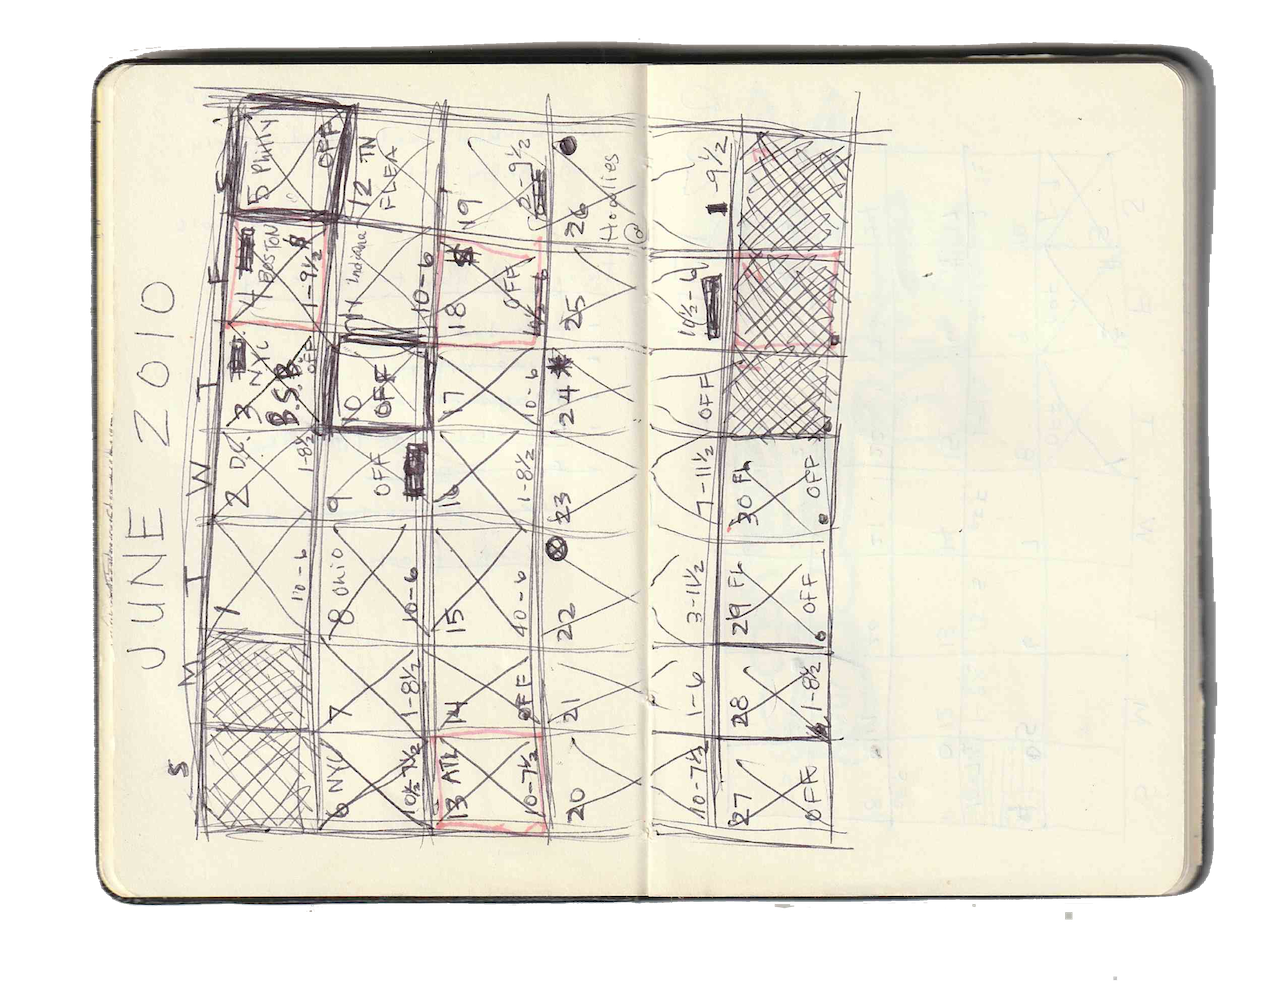 JUNE 2010
S M T W T F S
1
10-6
2 D.C.
1-8½
3 NYC
B.S.B.
OFF
4 BOSTON
1-9½ $
5 Philly
OFF
6 NYC
10½-7½
7
1-8½
8 OHIO
10-6
9
OFF
10
OFF
11 Indiana
10-6
12 TN
FLEA
13 ATL
10-7½
14
OFF
15
10-6
16
1-8½
17
10-6
18 $
OFF
19
9½
20
10-7½
21
1-6
22
3-11½
23
7-11½
24
OFF
25
10½-6
26
Hoodies
@
1-9½
27
OFF
28
1-8½
29 FL
OFF
30 FL
OFF